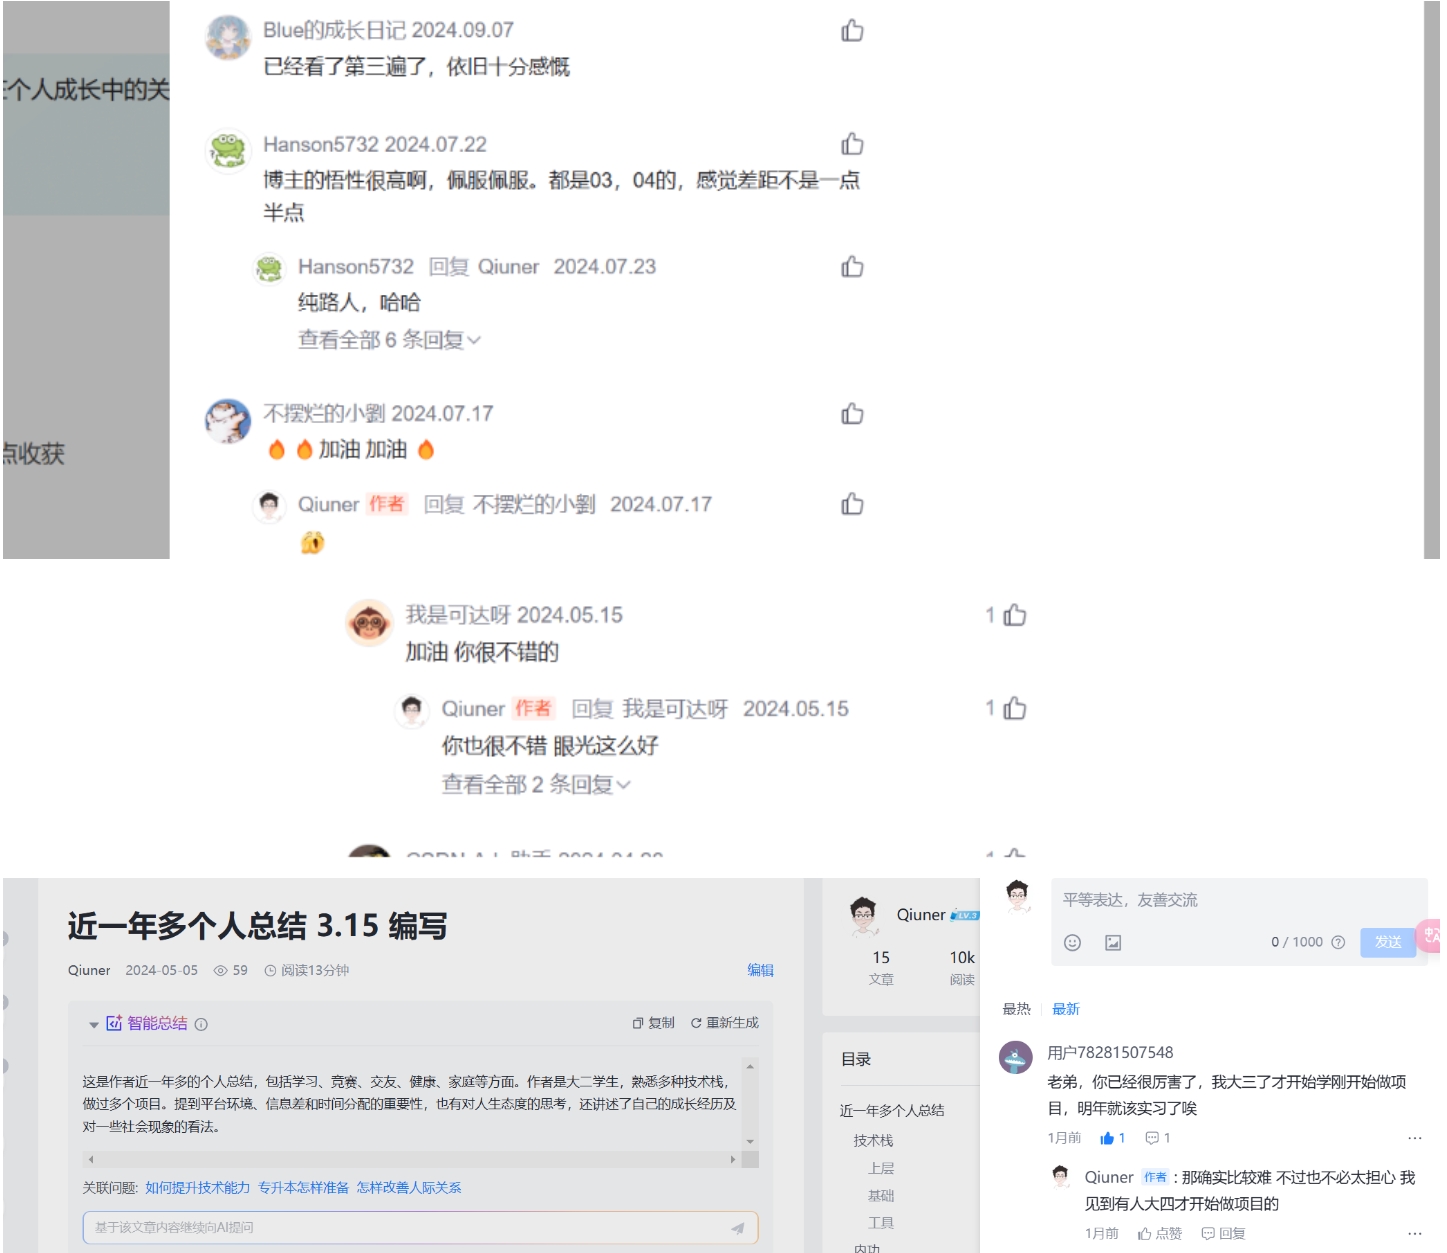 Blue的成长日记 2024.09.07
已经看了第三遍了，依旧十分感慨
个人成长中的关
Hanson5732 2024.07.22
博主的悟性很高啊，佩服佩服。都是03，04的，感觉差距不是一点
半点
Hanson5732 回复 Qiuner 2024.07.23
纯路人，哈哈
查看全部 6 条回复
不摆烂的小劉 2024.07.17
🔥🔥加油 加油 🔥
点收获
Qiuner 作者 回复 不摆烂的小劉 2024.07.17
我是可达呀 2024.05.15 1
加油 你很不错的
Qiuner 作者 回复 我是可达呀 2024.05.15 1
你也很不错 眼光这么好
查看全部 2 条回复
近一年多个人总结 3.15 编写
Qiuner 2024-05-05 59 阅读13分钟 编辑
智能总结 复制 重新生成
这是作者近一年多的个人总结，包括学习、竞赛、交友、健康、家庭等方面。作者是大二学生，熟悉多种技术栈，
做过多个项目。提到平台环境、信息差和时间分配的重要性，也有对人生态度的思考，还讲述了自己的成长经历及
对一些社会现象的看法。
关联问题: 如何提升技术能力 专升本怎样准备 怎样改善人际关系
基于该文章内容继续向AI提问
Qiuner LV.3
15 10k
文章 阅读
目录
近一年多个人总结
技术栈
上层
基础
工具
内功
平等表达，友善交流
0 / 1000 发送
最热 最新
用户78281507548
老弟，你已经很厉害了，我大三了才开始学刚开始做项
目，明年就该实习了唉
1月前 1 1
Qiuner 作者 : 那确实比较难 不过也不必太担心 我
见到有人大四才开始做项目的
1月前 点赞 回复